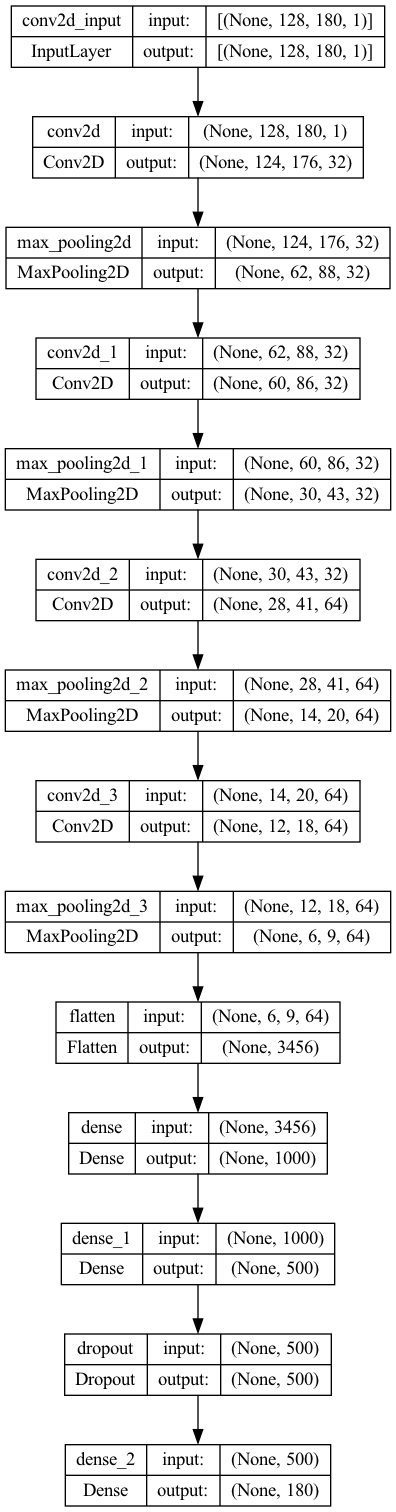 conv2d_input input: [(None, 128, 180, 1)]
InputLayer output: [(None, 128, 180, 1)]
conv2d input: (None, 128, 180, 1)
Conv2D output: (None, 124, 176, 32)
max_pooling2d input: (None, 124, 176, 32)
MaxPooling2D output: (None, 62, 88, 32)
conv2d_1 input: (None, 62, 88, 32)
Conv2D output: (None, 60, 86, 32)
max_pooling2d_1 input: (None, 60, 86, 32)
MaxPooling2D output: (None, 30, 43, 32)
conv2d_2 input: (None, 30, 43, 32)
Conv2D output: (None, 28, 41, 64)
max_pooling2d_2 input: (None, 28, 41, 64)
MaxPooling2D output: (None, 14, 20, 64)
conv2d_3 input: (None, 14, 20, 64)
Conv2D output: (None, 12, 18, 64)
max_pooling2d_3 input: (None, 12, 18, 64)
MaxPooling2D output: (None, 6, 9, 64)
flatten input: (None, 6, 9, 64)
Flatten output: (None, 3456)
dense input: (None, 3456)
Dense output: (None, 1000)
dense_1 input: (None, 1000)
Dense output: (None, 500)
dropout input: (None, 500)
Dropout output: (None, 500)
dense_2 input: (None, 500)
Dense output: (None, 180)